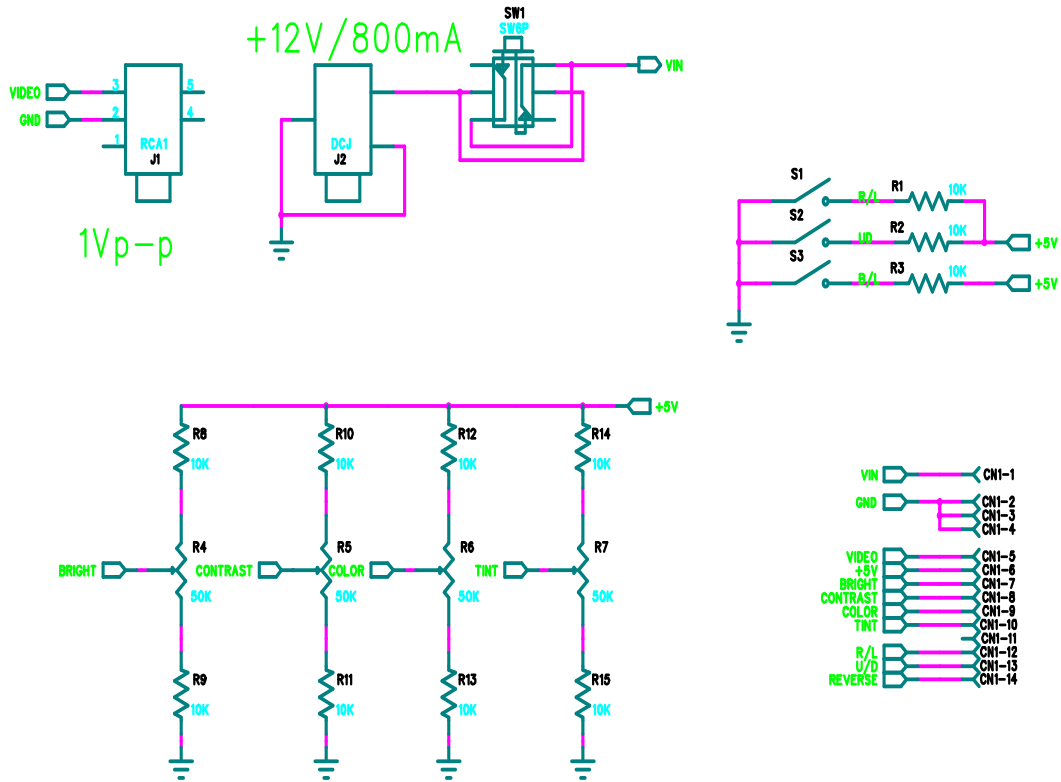 +12V/800mA
SW1
SW6P
VIDEO
3
5
VIN
GND
2
4
1
RCA1
J1
DCJ
J2
1Vp-p
S1
R/L
R1
10K
S2
UD
R2
10K
+5V
S3
B/L
R3
10K
+5V
+5V
R8
10K
R10
10K
R12
10K
R14
10K
BRIGHT
R4
50K
CONTRAST
R5
50K
COLOR
R6
50K
TINT
R7
50K
R9
10K
R11
10K
R13
10K
R15
10K
VIN
CN1-1
GND
CN1-2
CN1-3
CN1-4
VIDEO
CN1-5
+5V
CN1-6
BRIGHT
CN1-7
CONTRAST
CN1-8
COLOR
CN1-9
TINT
CN1-10
CN1-11
R/L
CN1-12
U/D
CN1-13
REVERSE
CN1-14